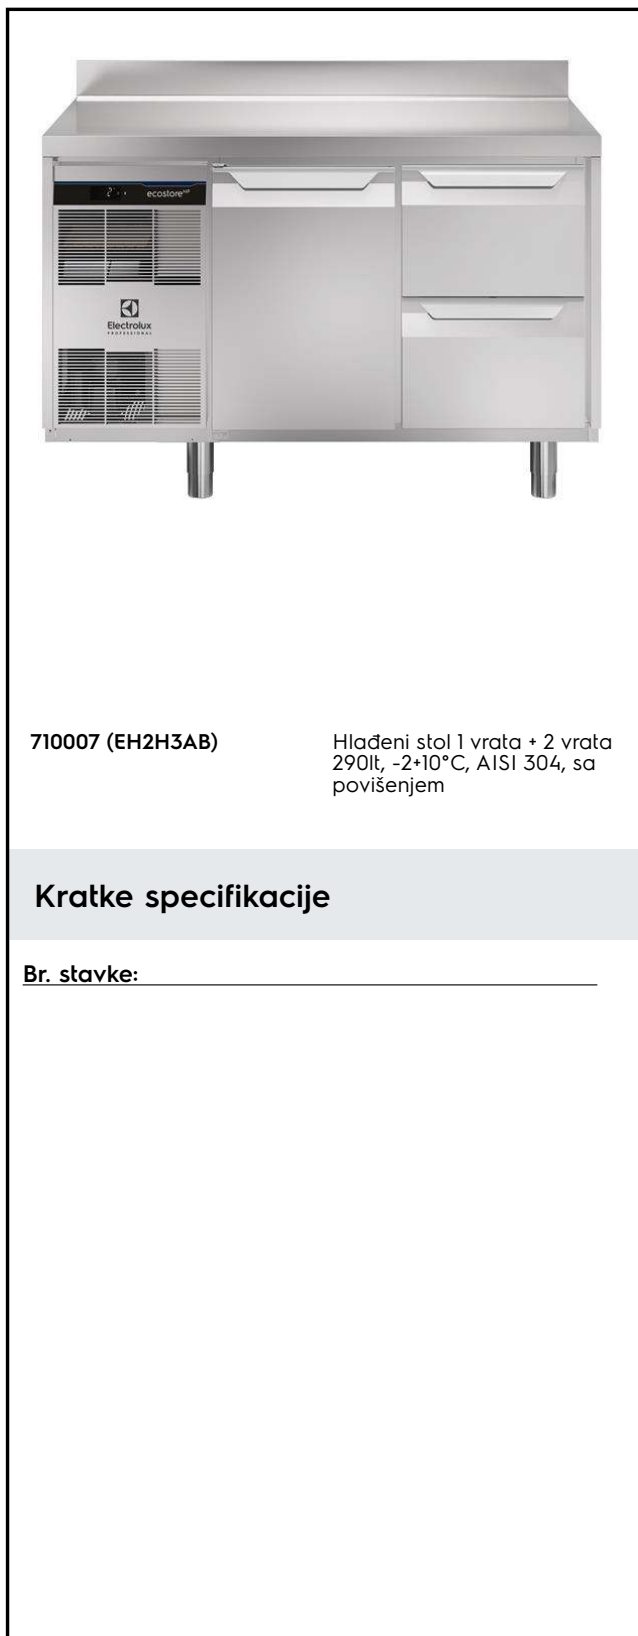 ecostore
Electrolux
PROFESSIONAL
710007 (EH2H3AB)
Hlađeni stol 1 vrata + 2 vrata
290lt, -2+10°C, AISI 304, sa
povišenjem
Kratke specifikacije
Br. stavke: